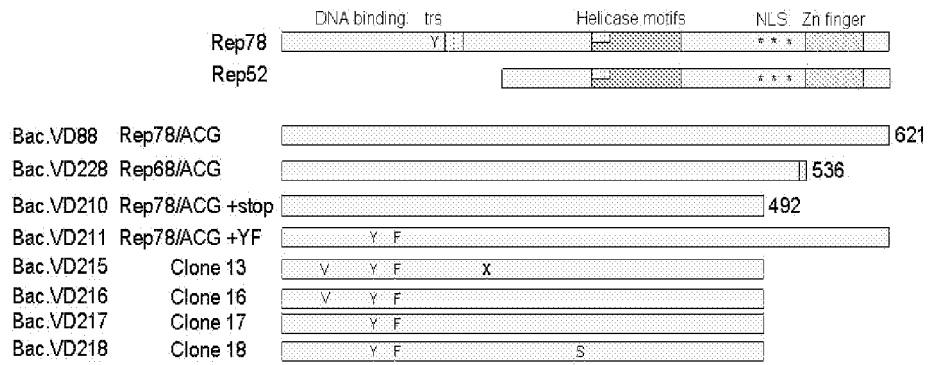 DNA binding: trs Helicase motifs NLS Zn finger
Rep78 Y * * *
Rep52 * * *
Bac.VD88 Rep78/ACG 621
Bac.VD228 Rep68/ACG 536
Bac.VD210 Rep78/ACG +stop 492
Bac.VD211 Rep78/ACG +YF Y F
Bac.VD215 Clone 13 V Y F X
Bac.VD216 Clone 16 V Y F
Bac.VD217 Clone 17 Y F
Bac.VD218 Clone 18 Y F S